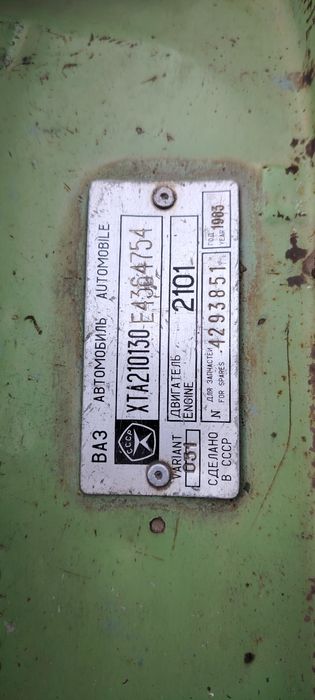 ВАЗ АВТОМОБИЛЬ AUTOMOBILE
СССР XTA210130 E4364754
VARIANT 031
ДВИГАТЕЛЬ ENGINE 2101
ГОД YEAR 1983
СДЕЛАНО В СССР
N ДЛЯ ЗАПЧАСТЕЙ FOR SPARES 4293851